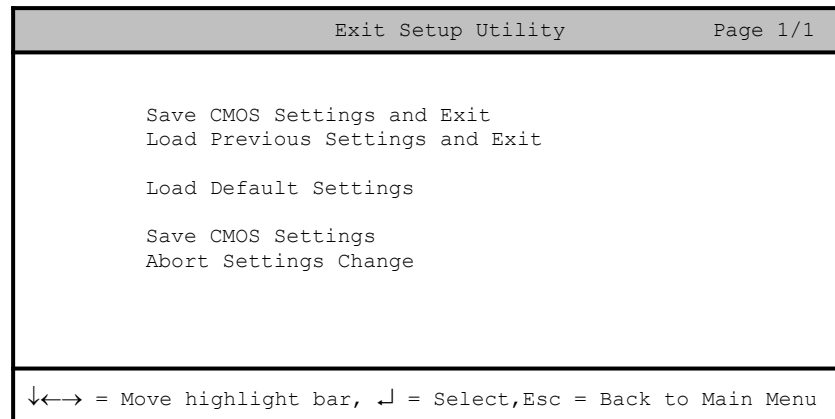 Exit Setup Utility Page 1/1
Save CMOS Settings and Exit
Load Previous Settings and Exit
Load Default Settings
Save CMOS Settings
Abort Settings Change
↓←→ = Move highlight bar, ↵ = Select,Esc = Back to Main Menu